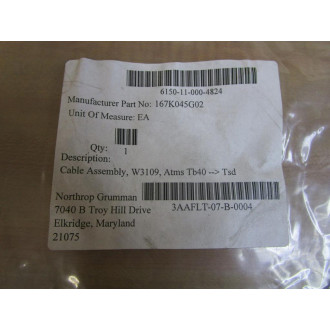 6150-11-000-4824
Manufacturer Part No: 167K045G02
Unit Of Measure: EA
Qty: 1
Description:
Cable Assembly, W3109, Atms Tb40 --> Tsd
Northrop Grumman
7040 B Troy Hill Drive
3AAFLT-07-B-0004
Elkridge, Maryland
21075